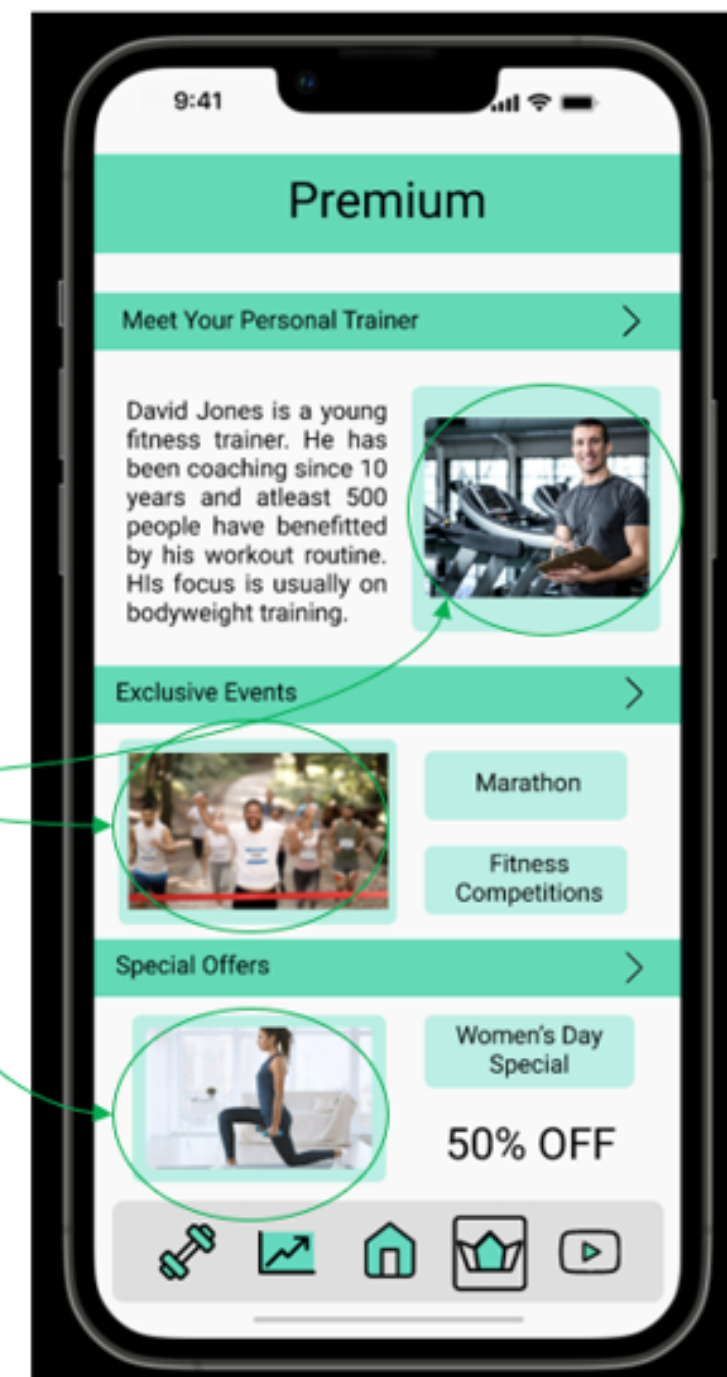 9:41
Premium
Meet Your Personal Trainer
David Jones is a young
fitness trainer. He has
been coaching since 10
years and atleast 500
people have benefitted
by his workout routine.
HIs focus is usually on
bodyweight training.
Exclusive Events
Marathon
Fitness
Competitions
Special Offers
Women's Day
Special
50% OFF